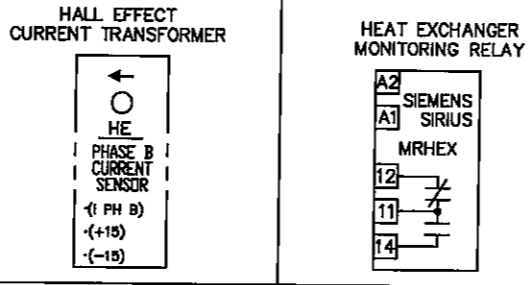 HALL EFFECT
CURRENT TRANSFORMER
HE
PHASE B
CURRENT
SENSOR
-(I PH B)
-(+15)
-(-15)
HEAT EXCHANGER
MONITORING RELAY
A2
SIEMENS
A1
SIRIUS
MRHEX
12
11
14